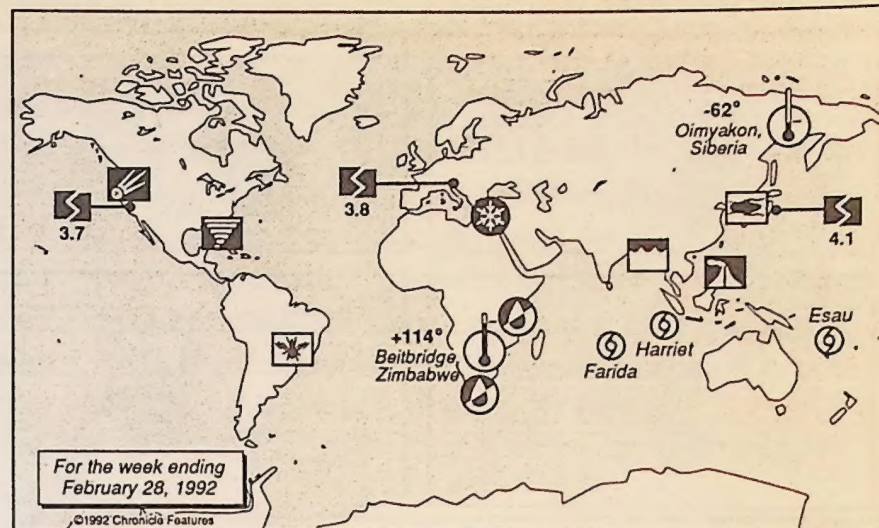 -62°
Oimyakon,
Siberia
3.7
3.8
4.1
+114°
Beitbridge,
Zimbabwe
Farida
Harriet
Esau
For the week ending
February 28, 1992
©1992 Chronicle Features